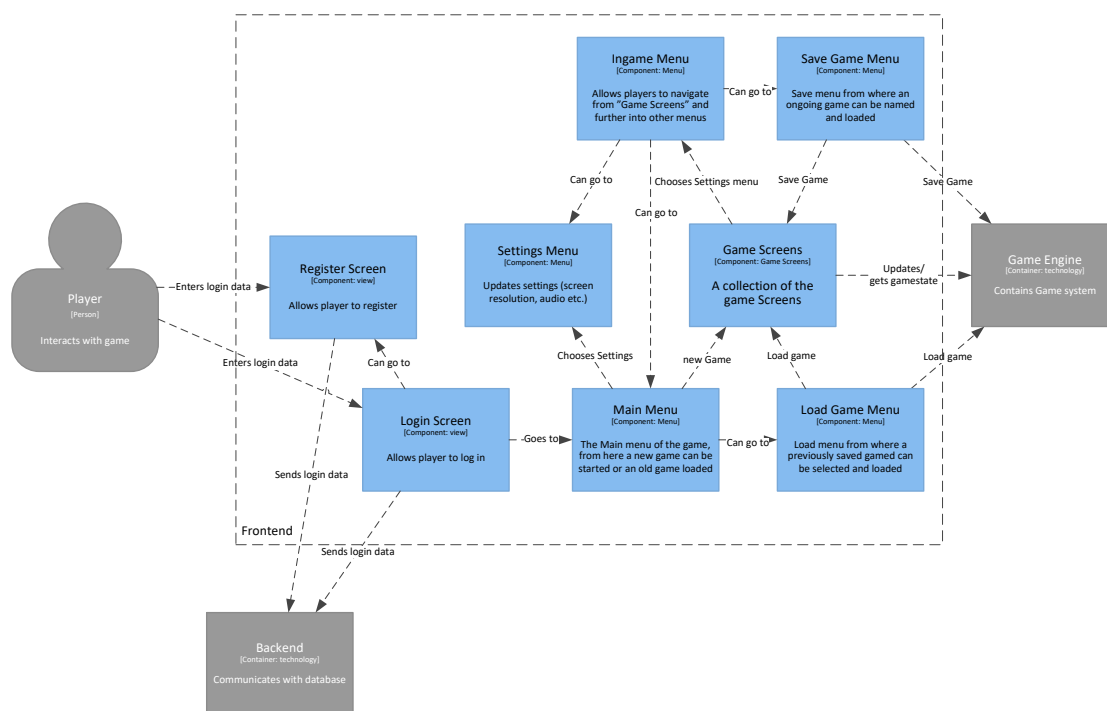 Ingame Menu
[Component: Menu]
Allows players to navigate
from "Game Screens" and
further into other menus
Can go to
Save Game Menu
[Component: Menu]
Save menu from where an
ongoing game can be named
and loaded
Can go to
Chooses Settings menu
Save Game
Save Game
Can go to
Player
[Person]
Interacts with game
Enters login data
Register Screen
[Component: view]
Allows player to register
Settings Menu
[Component: Menu]
Updates settings (screen
resolution, audio etc.)
Game Screens
[Component: Game Screens]
A collection of the
game Screens
Updates/
gets gamestate
Game Engine
[Container: technology]
Contains Game system
Enters login data
Can go to
Chooses Settings
new Game
Load game
Load game
Login Screen
[Component: view]
Allows player to log in
Goes to
Main Menu
[Component: Menu]
The Main menu of the game,
from here a new game can be
started or an old game loaded
Can go to
Load Game Menu
[Component: Menu]
Load menu from where a
previously saved gamed can
be selected and loaded
Sends login data
Frontend
Sends login data
Backend
[Container: technology]
Communicates with database